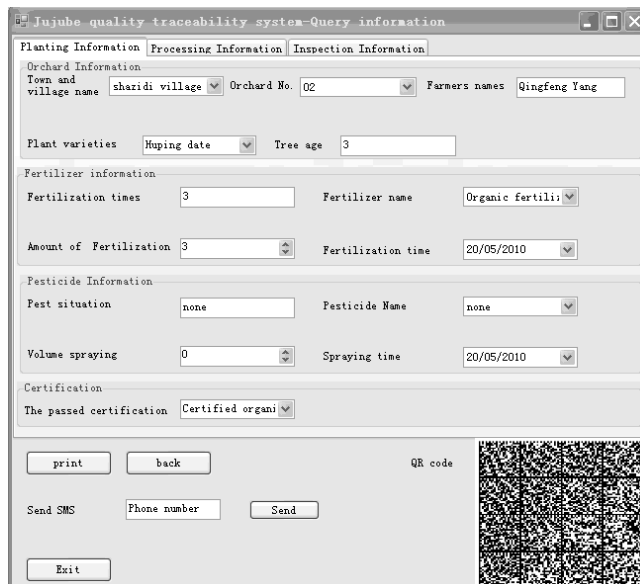 Jujube quality traceability system-Query information
Planting Information Processing Information Inspection Information
Orchard Information
Town and village name shazidi village Orchard No. 02 Farmers names Qingfeng Yang
Plant varieties Huping date Tree age 3
Fertilizer information
Fertilization times 3 Fertilizer name Organic fertili
Amount of Fertilization 3 Fertilization time 20/05/2010
Pesticide Information
Pest situation none Pesticide Name none
Volume spraying 0 Spraying time 20/05/2010
Certification
The passed certification Certified organi
print back QR code
Send SMS Phone number Send
Exit